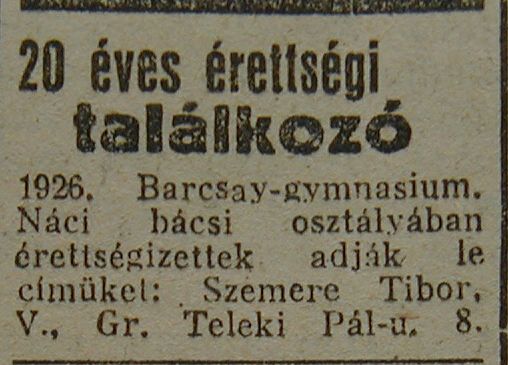 20 éves érettségi
találkozó
1926. Barcsay-gymnasium.
Náci bácsi osztályában
érettségizettek adják le
címüket: Szemere Tibor,
V., Gr. Teleki Pál-u. 8.